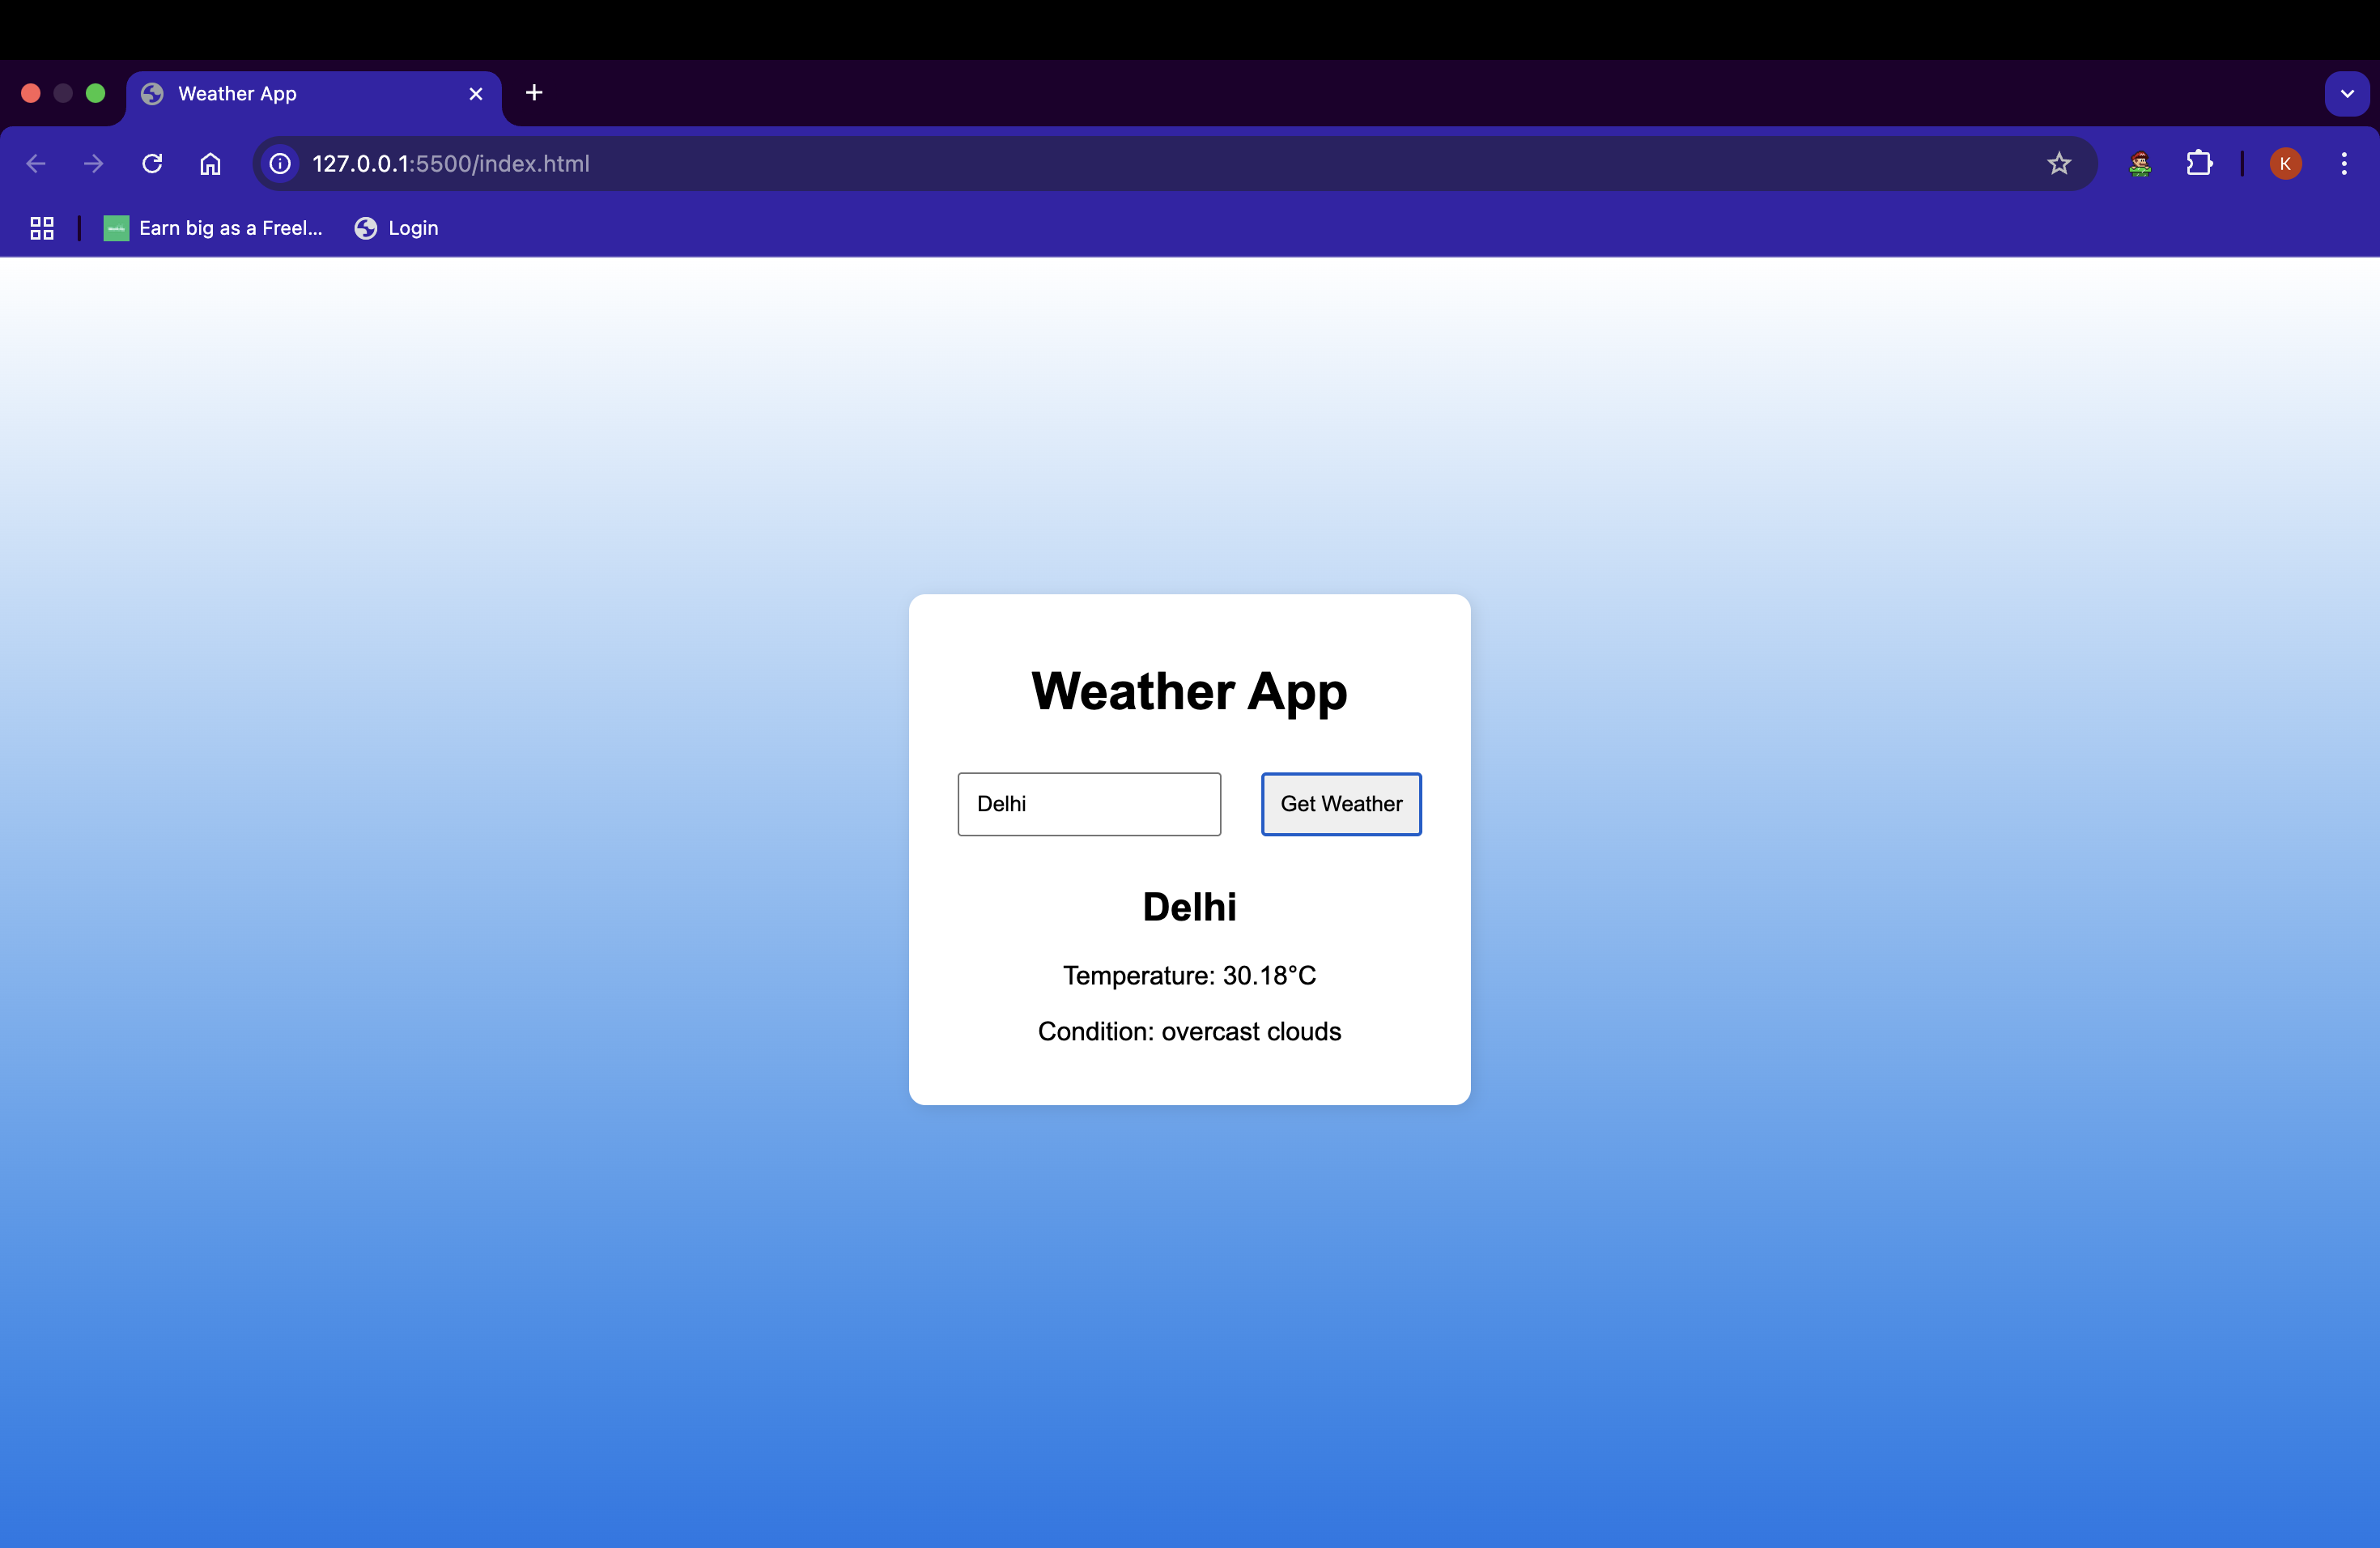 Weather App
127.0.0.1:5500/index.html
K
Earn big as a Freel...
Login
Weather App
Delhi
Get Weather
Delhi
Temperature: 30.18°C
Condition: overcast clouds